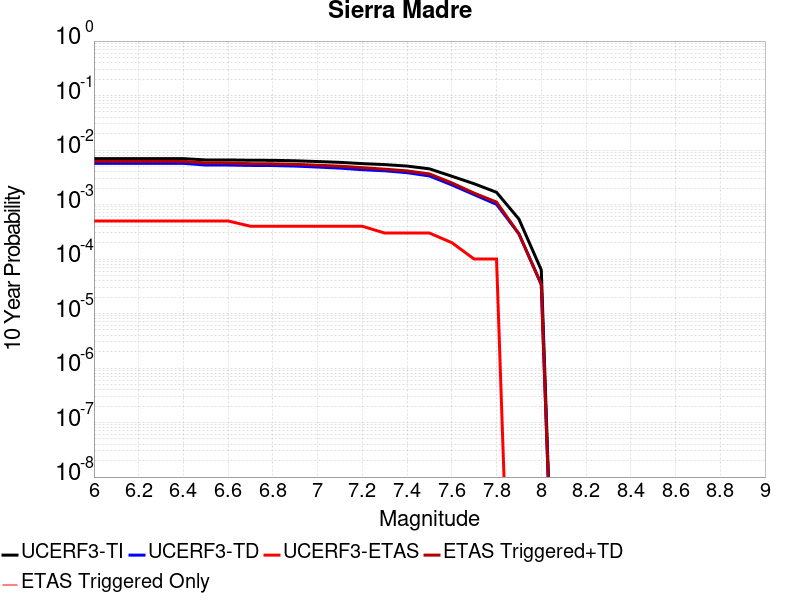 Sierra Madre
10^0
10^-1
10^-2
10^-3
10^-4
10^-5
10^-6
10^-7
10^-8
10 Year Probability
6 6.2 6.4 6.6 6.8 7 7.2 7.4 7.6 7.8 8 8.2 8.4 8.6 8.8 9
Magnitude
UCERF3-TI UCERF3-TD UCERF3-ETAS ETAS Triggered+TD
ETAS Triggered Only